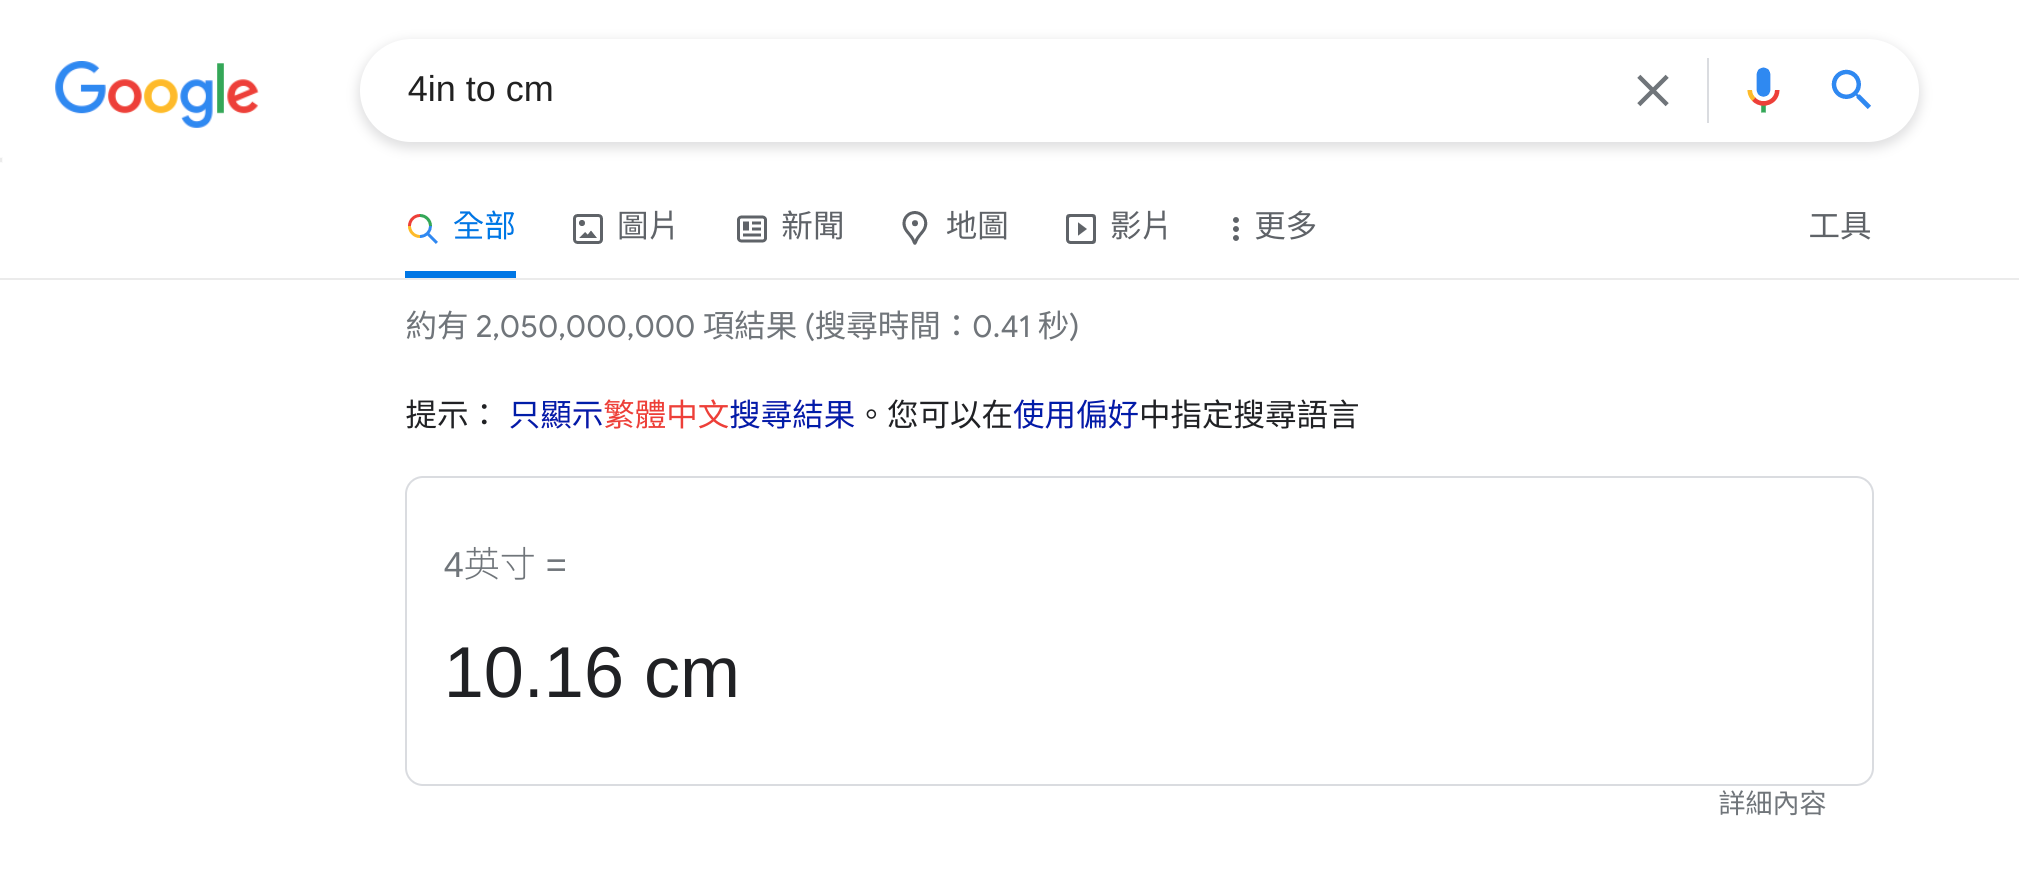 Google
4in to cm
全部 圖片 新聞 地圖 影片 更多 工具
約有 2,050,000,000 項結果 (搜尋時間：0.41 秒)
提示： 只顯示繁體中文搜尋結果。您可以在使用偏好中指定搜尋語言
4英寸 =
10.16 cm
詳細內容